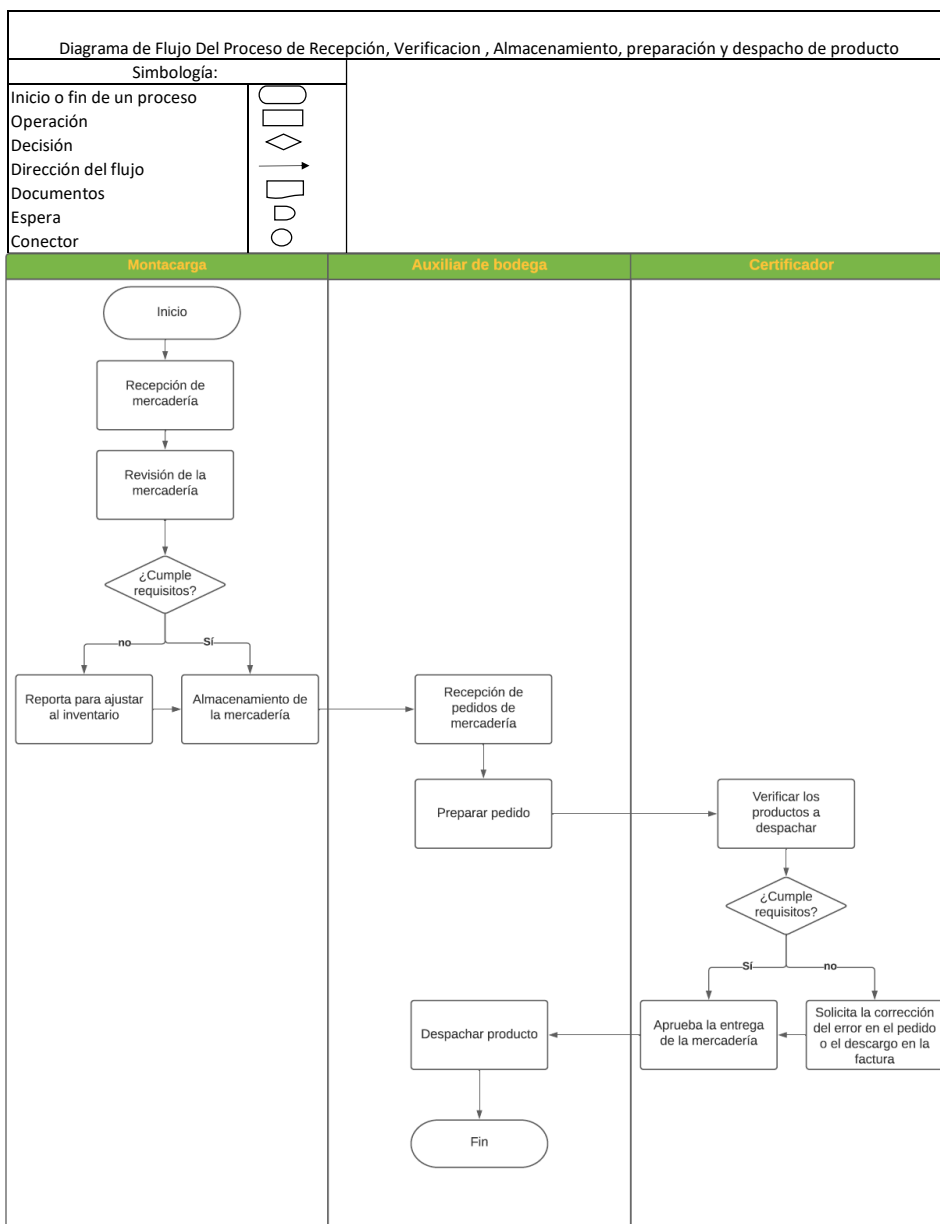 Diagrama de Flujo Del Proceso de Recepción, Verificacion , Almacenamiento, preparación y despacho de producto
Simbología:
Inicio o fin de un proceso
Operación
Decisión
Dirección del flujo
Documentos
Espera
Conector
Montacarga
Auxiliar de bodega
Certificador
Inicio
Recepción de
mercadería
Revisión de la
mercadería
¿Cumple
requisitos?
no
Sí
Reporta para ajustar
al inventario
Almacenamiento de
la mercadería
Recepción de
pedidos de
mercadería
Preparar pedido
Verificar los
productos a
despachar
¿Cumple
requisitos?
Sí
no
Despachar producto
Aprueba la entrega
de la mercadería
Solicita la corrección
del error en el pedido
o el descargo en la
factura
Fin